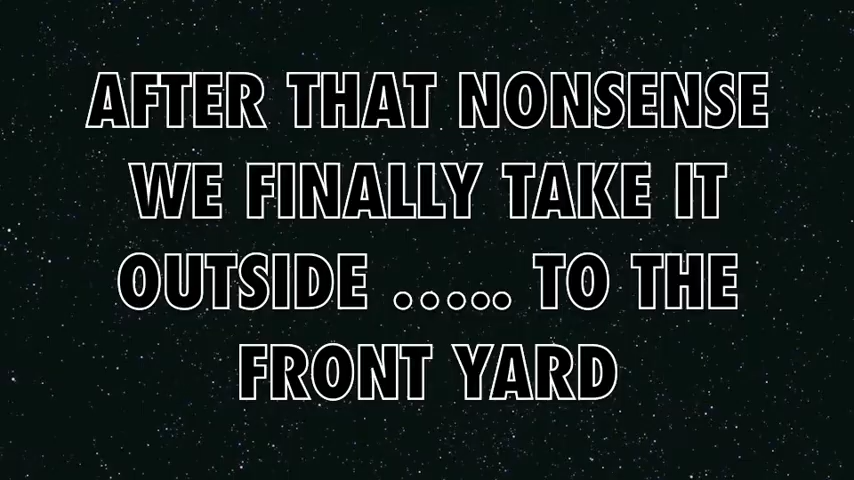 AFTER THAT NONSENSE
WE FINALLY TAKE IT
OUTSIDE ..... TO THE
FRONT YARD